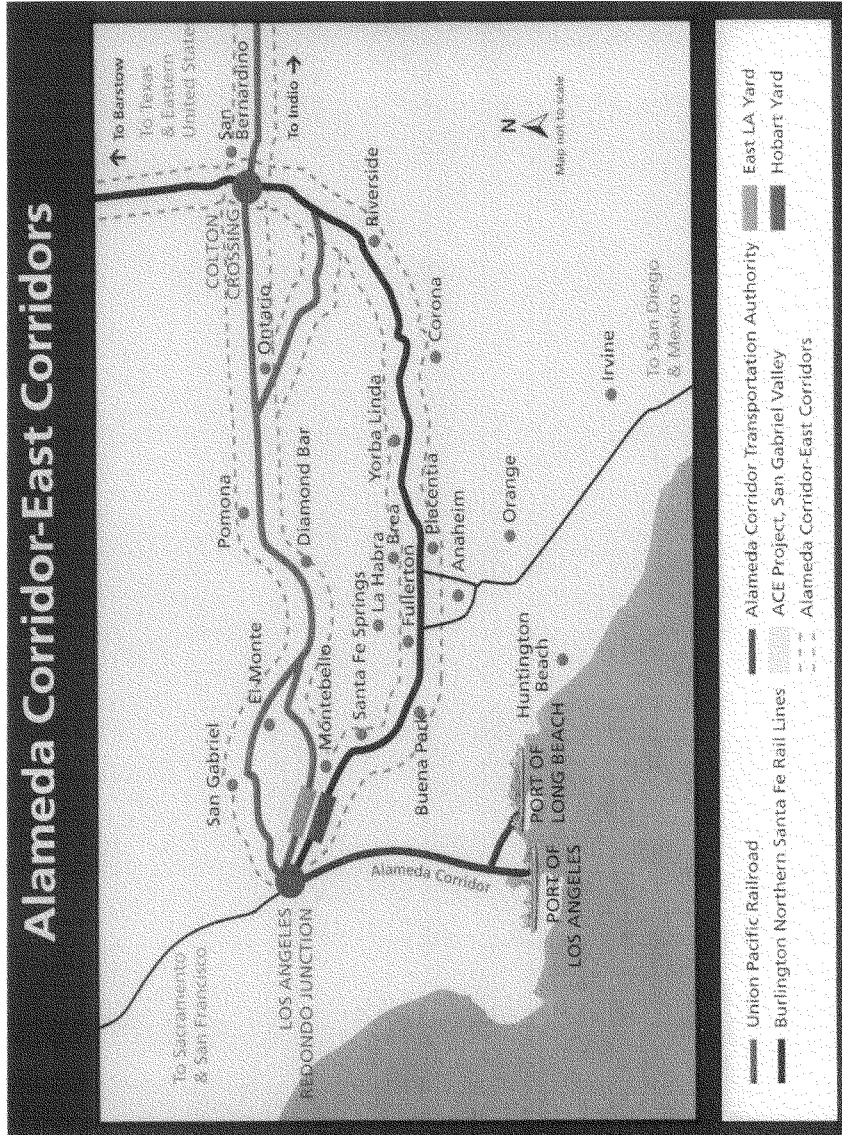 Alameda Corridor-East Corridors
To Barstow
To Texas
& Eastern
United States
San
Bernardino
To Indio
COLTON
CROSSING
Ontario
Riverside
Pomona
Diamond Bar
Yorba Linda
Corona
San Gabriel
El-Monte
Montebello
Santa Fe Springs
La Habra
Brea
Fullerton
Placentia
Anaheim
Orange
Irvine
Buena Park
Huntington
Beach
To San Diego
& Mexico
N
Map not to scale
To Sacramento
& San Francisco
LOS ANGELES
REDONDO JUNCTION
Alameda Corridor
PORT OF
LOS ANGELES
PORT OF
LONG BEACH
Union Pacific Railroad
Burlington Northern Santa Fe Rail Lines
Alameda Corridor Transportation Authority
ACE Project, San Gabriel Valley
Alameda Corridor-East Corridors
East LA Yard
Hobart Yard